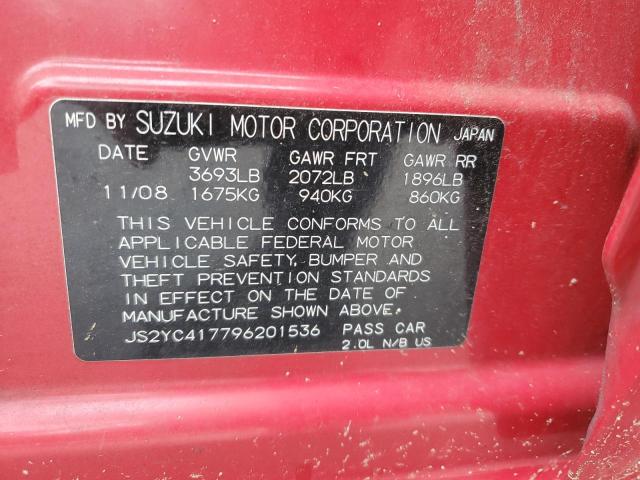 MFD BY SUZUKI MOTOR CORPORATION JAPAN
DATE GVWR GAWR FRT GAWR RR
3693LB 2072LB 1896LB
11/08 1675KG 940KG 860KG
THIS VEHICLE CONFORMS TO ALL
APPLICABLE FEDERAL MOTOR
VEHICLE SAFETY, BUMPER AND
THEFT PREVENTION STANDARDS
IN EFFECT ON THE DATE OF
MANUFACTURE SHOWN ABOVE.
JS2YC417796201536 PASS CAR
2.0L N/B US